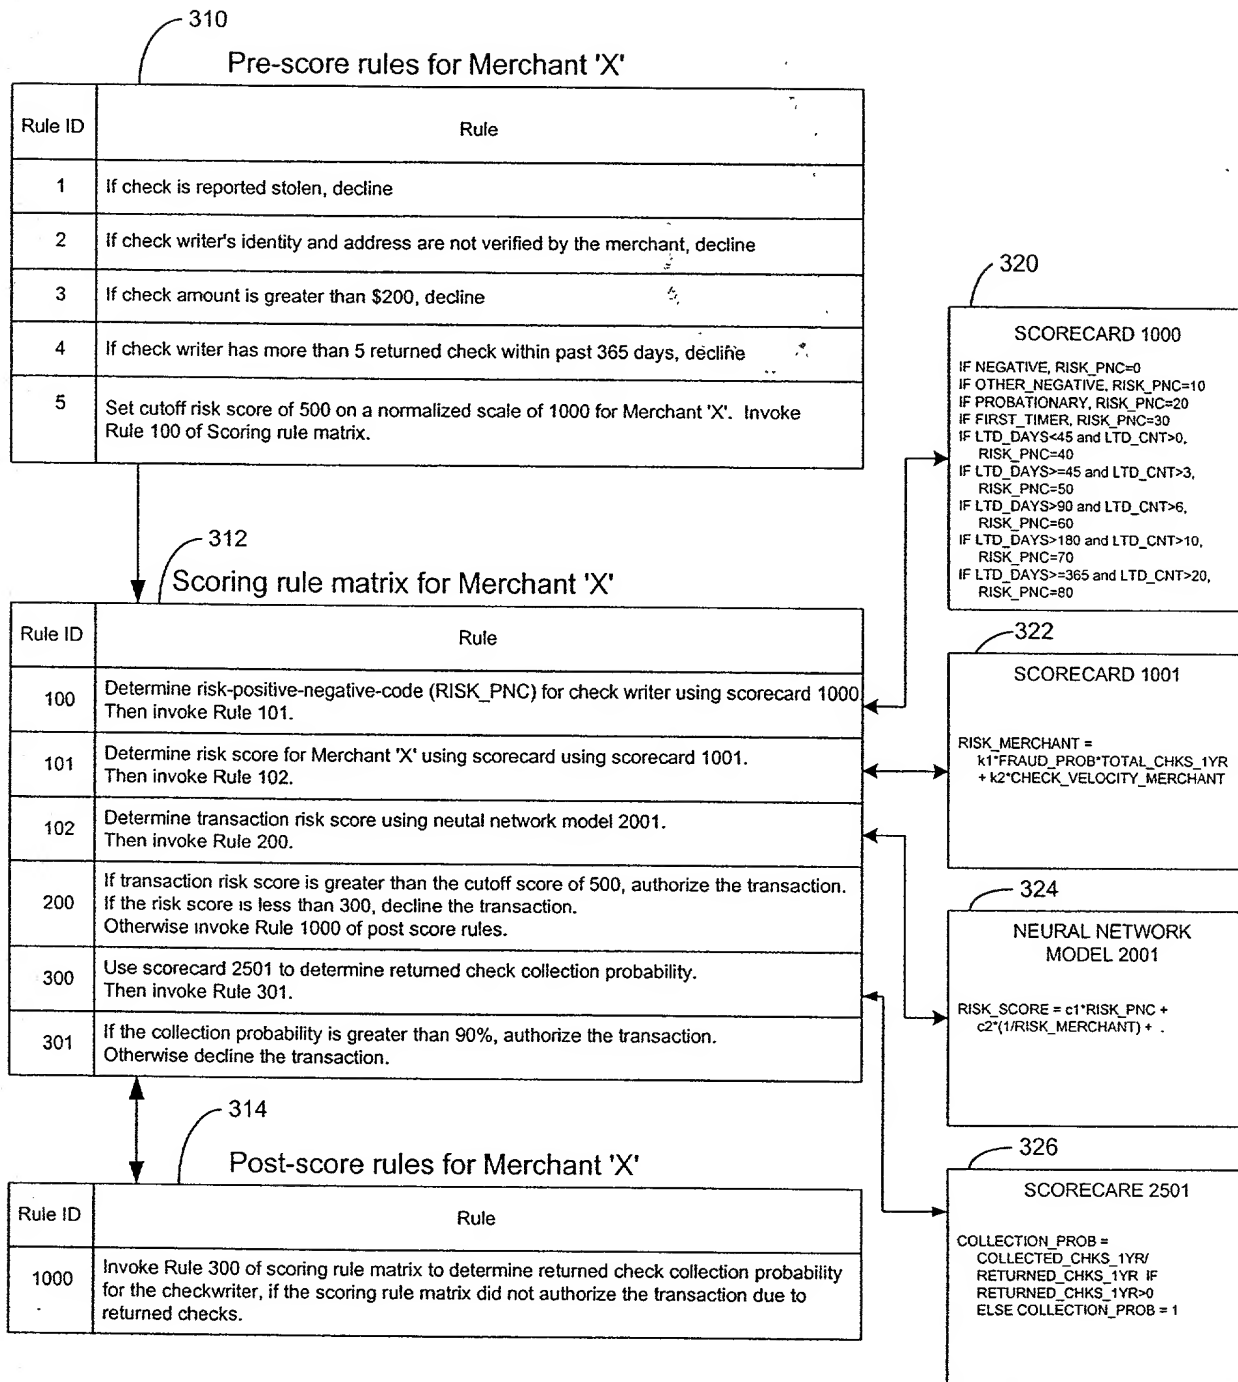 310
Pre-score rules for Merchant 'X'
Rule ID
Rule
1
If check is reported stolen, decline
2
If check writer's identity and address are not verified by the merchant, decline
3
If check amount is greater than $200, decline
4
If check writer has more than 5 returned check within past 365 days, decline
5
Set cutoff risk score of 500 on a normalized scale of 1000 for Merchant 'X'. Invoke
Rule 100 of Scoring rule matrix.
312
Scoring rule matrix for Merchant 'X'
Rule ID
Rule
100
Determine risk-positive-negative-code (RISK_PNC) for check writer using scorecard 1000
Then invoke Rule 101.
101
Determine risk score for Merchant 'X' using scorecard using scorecard 1001.
Then invoke Rule 102.
102
Determine transaction risk score using neutal network model 2001.
Then invoke Rule 200.
200
If transaction risk score is greater than the cutoff score of 500, authorize the transaction.
If the risk score is less than 300, decline the transaction.
Otherwise invoke Rule 1000 of post score rules.
300
Use scorecard 2501 to determine returned check collection probability.
Then invoke Rule 301.
301
If the collection probability is greater than 90%, authorize the transaction.
Otherwise decline the transaction.
314
Post-score rules for Merchant 'X'
Rule ID
Rule
1000
Invoke Rule 300 of scoring rule matrix to determine returned check collection probability
for the checkwriter, if the scoring rule matrix did not authorize the transaction due to
returned checks.
320
SCORECARD 1000
IF NEGATIVE, RISK_PNC=0
IF OTHER_NEGATIVE, RISK_PNC=10
IF PROBATIONARY, RISK_PNC=20
IF FIRST_TIMER, RISK_PNC=30
IF LTD_DAYS<45 and LTD_CNT>0,
RISK_PNC=40
IF LTD_DAYS>=45 and LTD_CNT>3,
RISK_PNC=50
IF LTD_DAYS>90 and LTD_CNT>6,
RISK_PNC=60
IF LTD_DAYS>180 and LTD_CNT>10,
RISK_PNC=70
IF LTD_DAYS>=365 and LTD_CNT>20,
RISK_PNC=80
322
SCORECARD 1001
RISK_MERCHANT =
k1*FRAUD_PROB*TOTAL_CHKS_1YR
+ k2*CHECK_VELOCITY_MERCHANT
324
NEURAL NETWORK
MODEL 2001
RISK_SCORE = c1*RISK_PNC +
c2*(1/RISK_MERCHANT) + .
326
SCORECARE 2501
COLLECTION_PROB =
COLLECTED_CHKS_1YR/
RETURNED_CHKS_1YR IF
RETURNED_CHKS_1YR>0
ELSE COLLECTION_PROB = 1